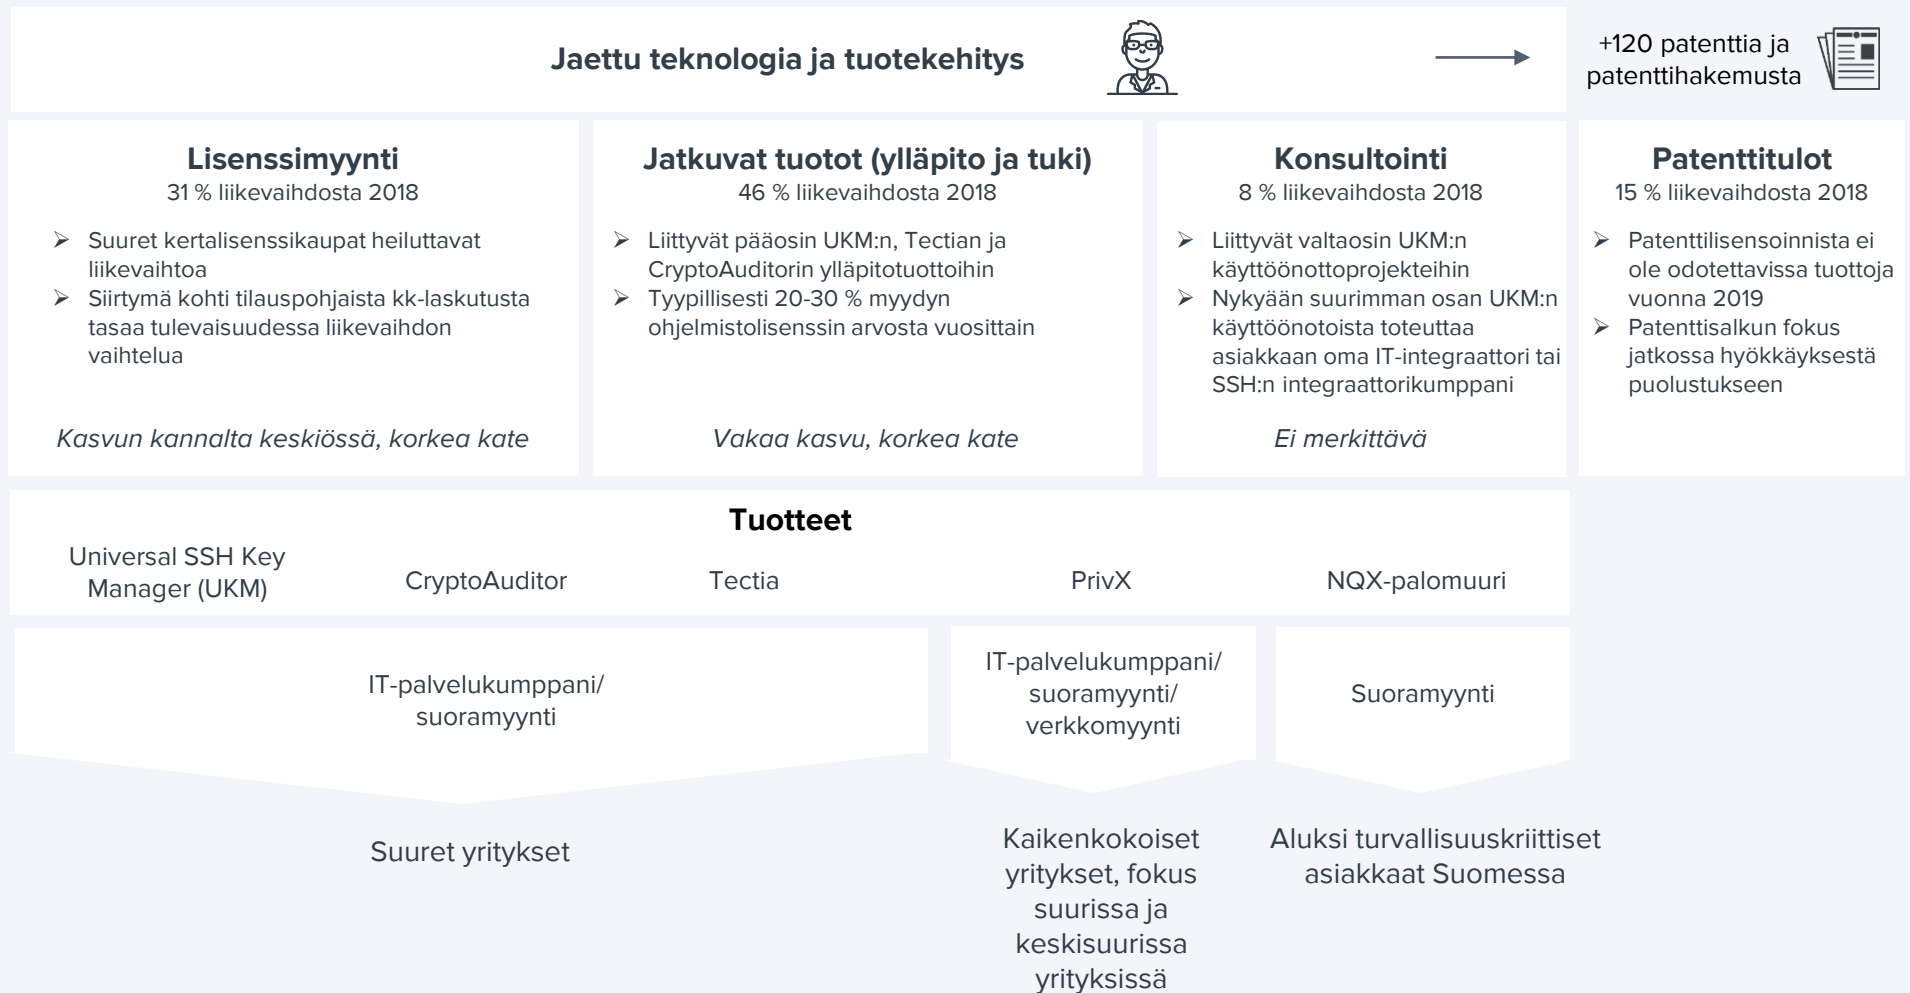 Jaettu teknologia ja tuotekehitys
+120 patenttia ja
patenttihakemusta
Lisenssimyynti
31 % liikevaihdosta 2018
➢ Suuret kertalisenssikaupat heiluttavat
liikevaihtoa
➢ Siirtymä kohti tilauspohjaista kk-laskutusta
tasaa tulevaisuudessa liikevaihdon
vaihtelua
Kasvun kannalta keskiössä, korkea kate
Jatkuvat tuotot (ylläpito ja tuki)
46 % liikevaihdosta 2018
➢ Liittyvät pääosin UKM:n, Tectian ja
CryptoAuditorin ylläpitotuottoihin
➢ Tyypillisesti 20-30 % myydyn
ohjelmistolisenssin arvosta vuosittain
Vakaa kasvu, korkea kate
Konsultointi
8 % liikevaihdosta 2018
➢ Liittyvät valtaosin UKM:n
käyttöönottoprojekteihin
➢ Nykyään suurimman osan UKM:n
käyttöönotoista toteuttaa
asiakkaan oma IT-integraattori tai
SSH:n integraattorikumppani
Ei merkittävä
Patenttitulot
15 % liikevaihdosta 2018
➢ Patenttilisensoinnista ei
ole odotettavissa tuottoja
vuonna 2019
➢ Patenttisalkun fokus
jatkossa hyökkäyksestä
puolustukseen
Tuotteet
Universal SSH Key
Manager (UKM)
CryptoAuditor
Tectia
PrivX
NQX-palomuuri
IT-palvelukumppani/
suoramyynti
IT-palvelukumppani/
suoramyynti/
verkkomyynti
Suoramyynti
Suuret yritykset
Kaikenkokoiset
yritykset, fokus
suurissa ja
keskisuurissa
yrityksissä
Aluksi turvallisuuskriittiset
asiakkaat Suomessa